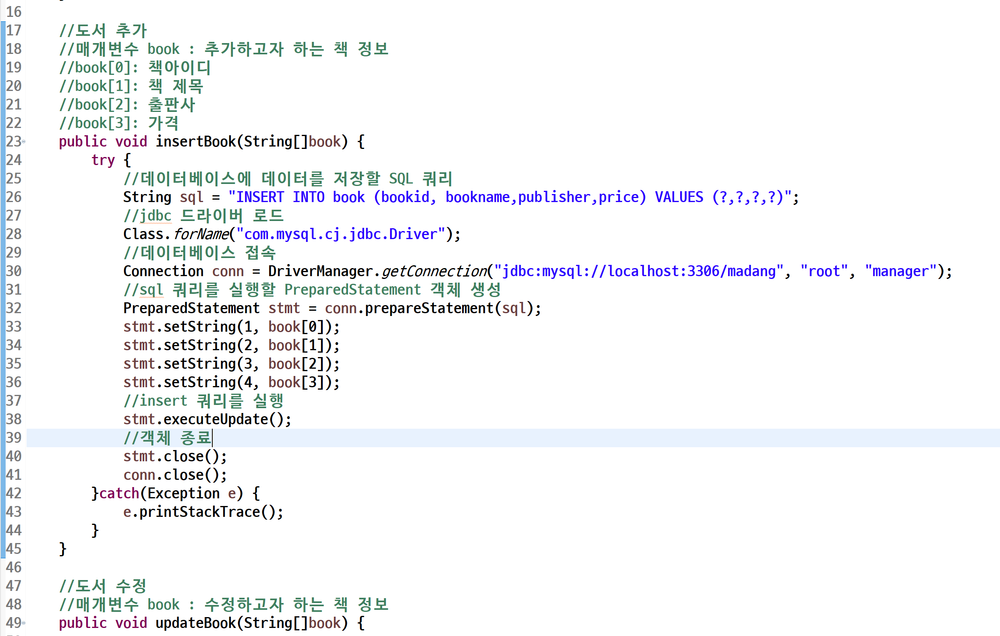 16
17 //도서 추가
18 //매개변수 book : 추가하고자 하는 책 정보
19 //book[0]: 책아이디
20 //book[1]: 책 제목
21 //book[2]: 출판사
22 //book[3]: 가격
23 public void insertBook(String[]book) {
24 try {
25 //데이터베이스에 데이터를 저장할 SQL 쿼리
26 String sql = "INSERT INTO book (bookid, bookname,publisher,price) VALUES (?,?,?,?)";
27 //jdbc 드라이버 로드
28 Class.forName("com.mysql.cj.jdbc.Driver");
29 //데이터베이스 접속
30 Connection conn = DriverManager.getConnection("jdbc:mysql://localhost:3306/madang", "root", "manager");
31 //sql 쿼리를 실행할 PreparedStatement 객체 생성
32 PreparedStatement stmt = conn.prepareStatement(sql);
33 stmt.setString(1, book[0]);
34 stmt.setString(2, book[1]);
35 stmt.setString(3, book[2]);
36 stmt.setString(4, book[3]);
37 //insert 쿼리를 실행
38 stmt.executeUpdate();
39 //객체 종료
40 stmt.close();
41 conn.close();
42 }catch(Exception e) {
43 e.printStackTrace();
44 }
45 }
46
47 //도서 수정
48 //매개변수 book : 수정하고자 하는 책 정보
49 public void updateBook(String[]book) {